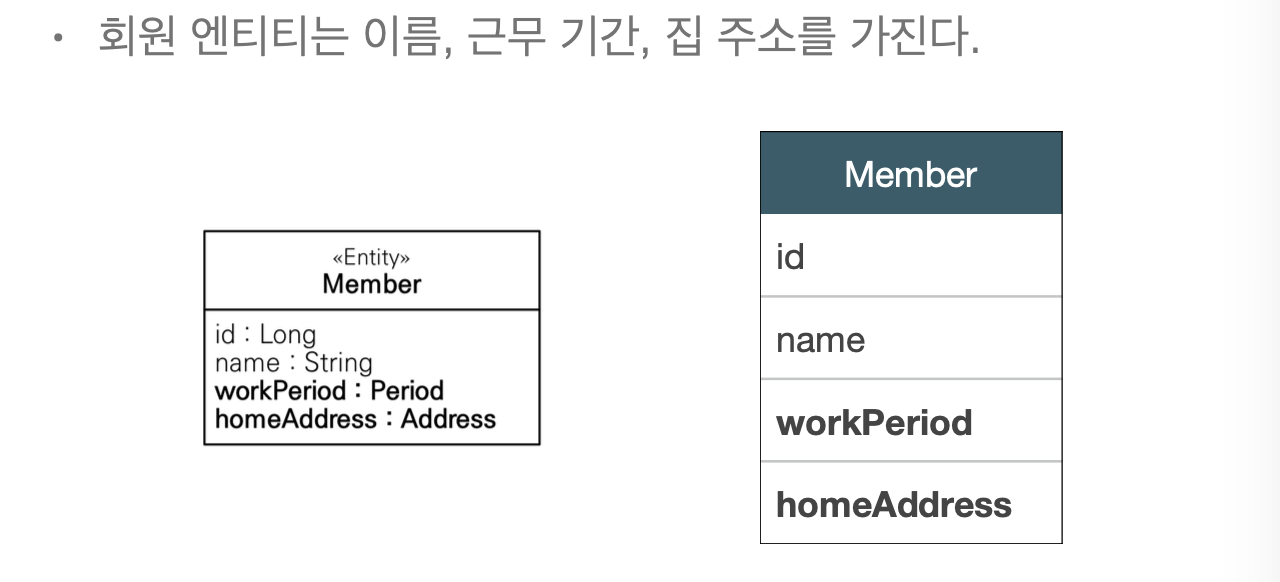 • 회원 엔티티는 이름, 근무 기간, 집 주소를 가진다.
«Entity»
Member
id : Long
name : String
workPeriod : Period
homeAddress : Address
Member
id
name
workPeriod
homeAddress